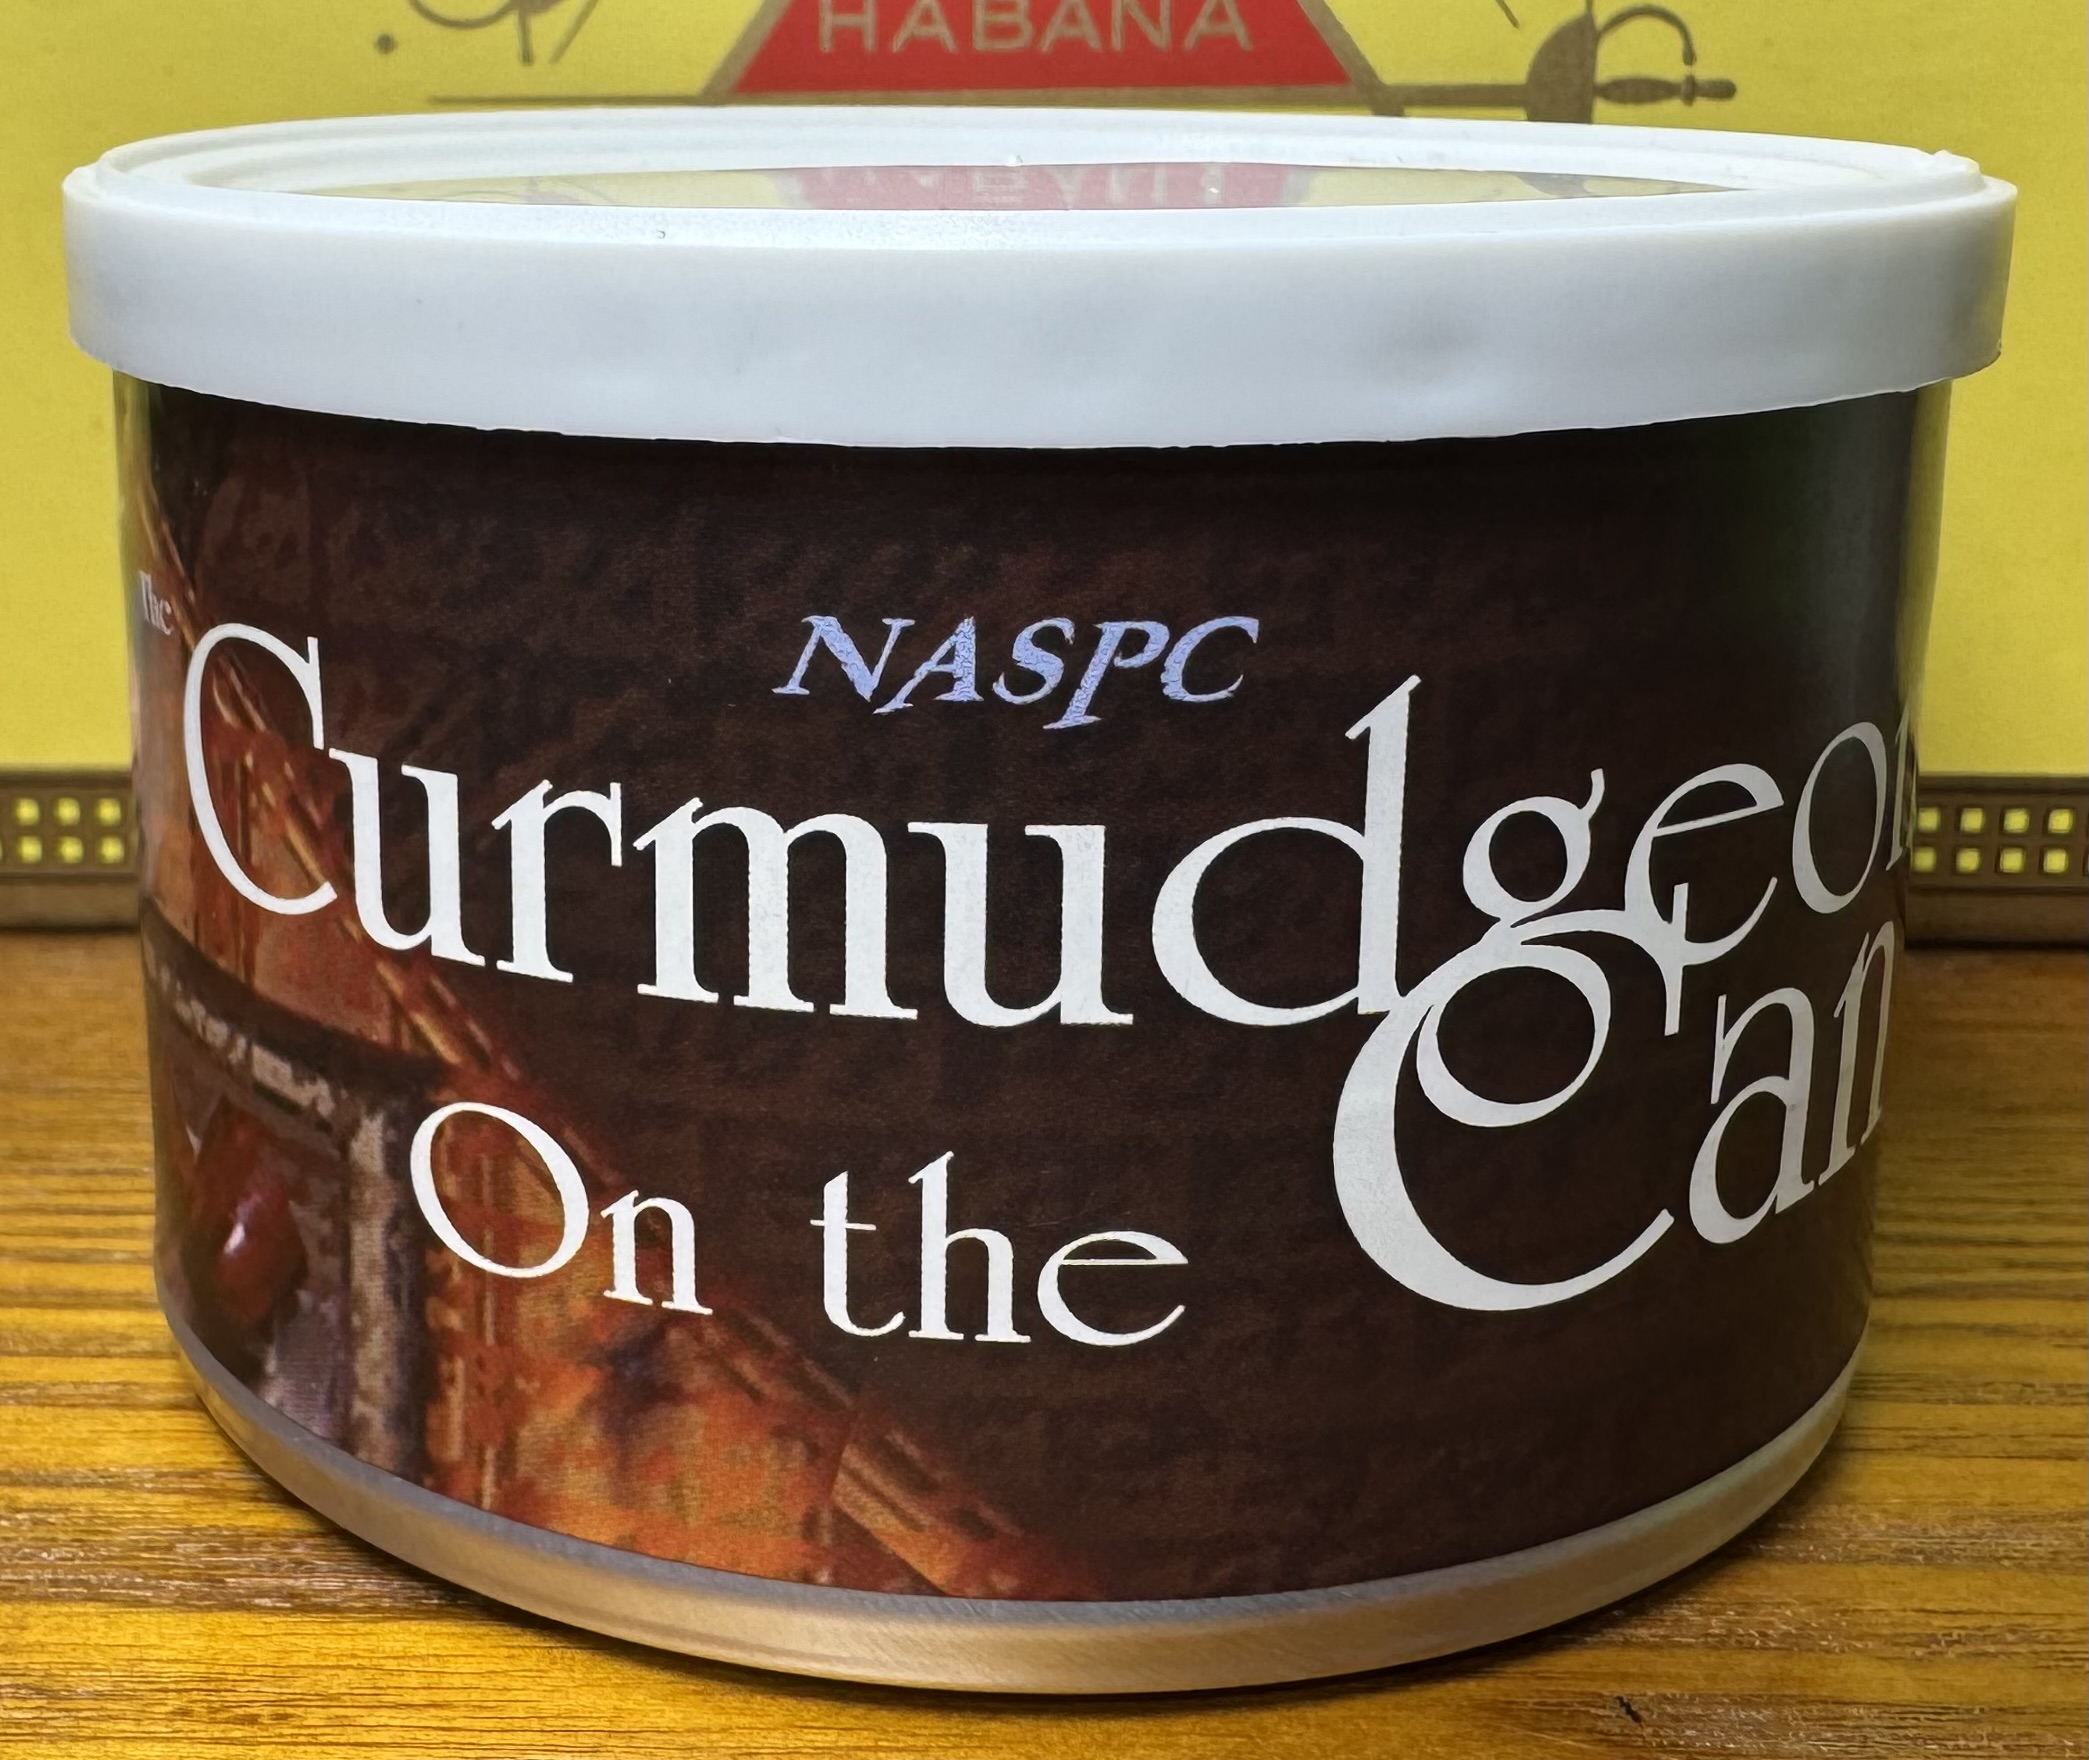 HABANA
NASPC
The
Curmudgeon
On the Can